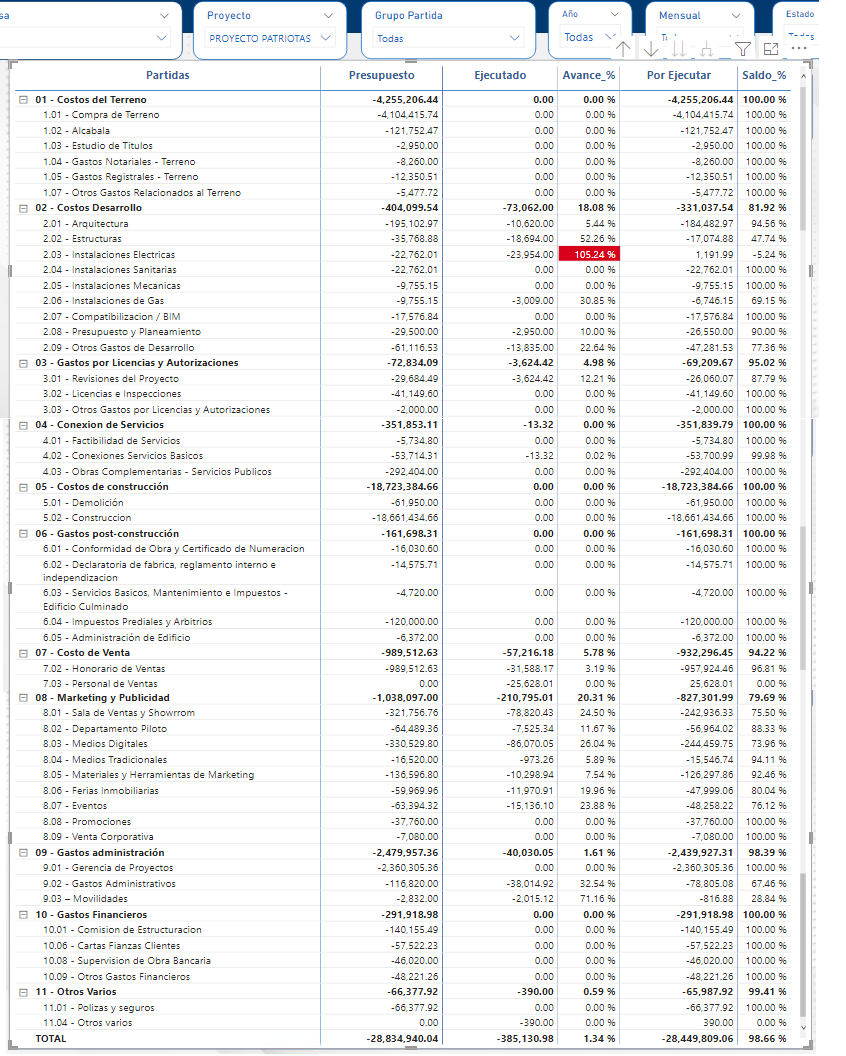 sa Proyecto Grupo Partida Año Mensual Estado
PROYECTO PATRIOTAS Todas Todas
Partidas Presupuesto Ejecutado Avance_% Por Ejecutar Saldo_%
01 - Costos del Terreno -4,255,206.44 0.00 0.00 % -4,255,206.44 100.00 %
1.01 - Compra de Terreno -4,104,415.74 0.00 0.00 % -4,104,415.74 100.00 %
1.02 - Alcabala -121,752.47 0.00 0.00 % -121,752.47 100.00 %
1.03 - Estudio de Titulos -2,950.00 0.00 0.00 % -2,950.00 100.00 %
1.04 - Gastos Notariales - Terreno -8,260.00 0.00 0.00 % -8,260.00 100.00 %
1.05 - Gastos Registrales - Terreno -12,350.51 0.00 0.00 % -12,350.51 100.00 %
1.07 - Otros Gastos Relacionados al Terreno -5,477.72 0.00 0.00 % -5,477.72 100.00 %
02 - Costos Desarrollo -404,099.54 -73,062.00 18.08 % -331,037.54 81.92 %
2.01 - Arquitectura -195,102.97 -10,620.00 5.44 % -184,482.97 94.56 %
2.02 - Estructuras -35,768.88 -18,694.00 52.26 % -17,074.88 47.74 %
2.03 - Instalaciones Electricas -22,762.01 -23,954.00 105.24 % 1,191.99 -5.24 %
2.04 - Instalaciones Sanitarias -22,762.01 0.00 0.00 % -22,762.01 100.00 %
2.05 - Instalaciones Mecanicas -9,755.15 0.00 0.00 % -9,755.15 100.00 %
2.06 - Instalaciones de Gas -9,755.15 -3,009.00 30.85 % -6,746.15 69.15 %
2.07 - Compatibilizacion / BIM -17,576.84 0.00 0.00 % -17,576.84 100.00 %
2.08 - Presupuesto y Planeamiento -29,500.00 -2,950.00 10.00 % -26,550.00 90.00 %
2.09 - Otros Gastos de Desarrollo -61,116.53 -13,835.00 22.64 % -47,281.53 77.36 %
03 - Gastos por Licencias y Autorizaciones -72,834.09 -3,624.42 4.98 % -69,209.67 95.02 %
3.01 - Revisiones del Proyecto -29,684.49 -3,624.42 12.21 % -26,060.07 87.79 %
3.02 - Licencias e Inspecciones -41,149.60 0.00 0.00 % -41,149.60 100.00 %
3.03 - Otros Gastos por Licencias y Autorizaciones -2,000.00 0.00 0.00 % -2,000.00 100.00 %
04 - Conexion de Servicios -351,853.11 -13.32 0.00 % -351,839.79 100.00 %
4.01 - Factibilidad de Servicios -5,734.80 0.00 0.00 % -5,734.80 100.00 %
4.02 - Conexiones Servicios Basicos -53,714.31 -13.32 0.02 % -53,700.99 99.98 %
4.03 - Obras Complementarias - Servicios Publicos -292,404.00 0.00 0.00 % -292,404.00 100.00 %
05 - Costos de construcción -18,723,384.66 0.00 0.00 % -18,723,384.66 100.00 %
5.01 - Demolición -61,950.00 0.00 0.00 % -61,950.00 100.00 %
5.02 - Construccion -18,661,434.66 0.00 0.00 % -18,661,434.66 100.00 %
06 - Gastos post-construcción -161,698.31 0.00 0.00 % -161,698.31 100.00 %
6.01 - Conformidad de Obra y Certificado de Numeracion -16,030.60 0.00 0.00 % -16,030.60 100.00 %
6.02 - Declaratoria de fabrica, reglamento interno e -14,575.71 0.00 0.00 % -14,575.71 100.00 %
independizacion
6.03 - Servicios Basicos, Mantenimiento e Impuestos - -4,720.00 0.00 0.00 % -4,720.00 100.00 %
Edificio Culminado
6.04 - Impuestos Prediales y Arbitrios -120,000.00 0.00 0.00 % -120,000.00 100.00 %
6.05 - Administración de Edificio -6,372.00 0.00 0.00 % -6,372.00 100.00 %
07 - Costo de Venta -989,512.63 -57,216.18 5.78 % -932,296.45 94.22 %
7.02 - Honorario de Ventas -989,512.63 -31,588.17 3.19 % -957,924.46 96.81 %
7.03 - Personal de Ventas 0.00 -25,628.01 0.00 % 25,628.01 0.00 %
08 - Marketing y Publicidad -1,038,097.00 -210,795.01 20.31 % -827,301.99 79.69 %
8.01 - Sala de Ventas y Showrrom -321,756.76 -78,820.43 24.50 % -242,936.33 75.50 %
8.02 - Departamento Piloto -64,489.36 -7,525.34 11.67 % -56,964.02 88.33 %
8.03 - Medios Digitales -330,529.80 -86,070.05 26.04 % -244,459.75 73.96 %
8.04 - Medios Tradicionales -16,520.00 -973.26 5.89 % -15,546.74 94.11 %
8.05 - Materiales y Herramientas de Marketing -136,596.80 -10,298.94 7.54 % -126,297.86 92.46 %
8.06 - Ferias Inmobiliarias -59,969.96 -11,970.91 19.96 % -47,999.06 80.04 %
8.07 - Eventos -63,394.32 -15,136.10 23.88 % -48,258.22 76.12 %
8.08 - Promociones -37,760.00 0.00 0.00 % -37,760.00 100.00 %
8.09 - Venta Corporativa -7,080.00 0.00 0.00 % -7,080.00 100.00 %
09 - Gastos administración -2,479,957.36 -40,030.05 1.61 % -2,439,927.31 98.39 %
9.01 - Gerencia de Proyectos -2,360,305.36 0.00 0.00 % -2,360,305.36 100.00 %
9.02 - Gastos Administrativos -116,820.00 -38,014.92 32.54 % -78,805.08 67.46 %
9.03 – Movilidades -2,832.00 -2,015.12 71.16 % -816.88 28.84 %
10 - Gastos Financieros -291,918.98 0.00 0.00 % -291,918.98 100.00 %
10.01 - Comision de Estructuracion -140,155.49 0.00 0.00 % -140,155.49 100.00 %
10.06 - Cartas Fianzas Clientes -57,522.23 0.00 0.00 % -57,522.23 100.00 %
10.08 - Supervision de Obra Bancaria -46,020.00 0.00 0.00 % -46,020.00 100.00 %
10.09 - Otros Gastos Financieros -48,221.26 0.00 0.00 % -48,221.26 100.00 %
11 - Otros Varios -66,377.92 -390.00 0.59 % -65,987.92 99.41 %
11.01 - Polizas y seguros -66,377.92 0.00 0.00 % -66,377.92 100.00 %
11.04 - Otros varios 0.00 -390.00 0.00 % 390.00 0.00 %
TOTAL -28,834,940.04 -385,130.98 1.34 % -28,449,809.06 98.66 %